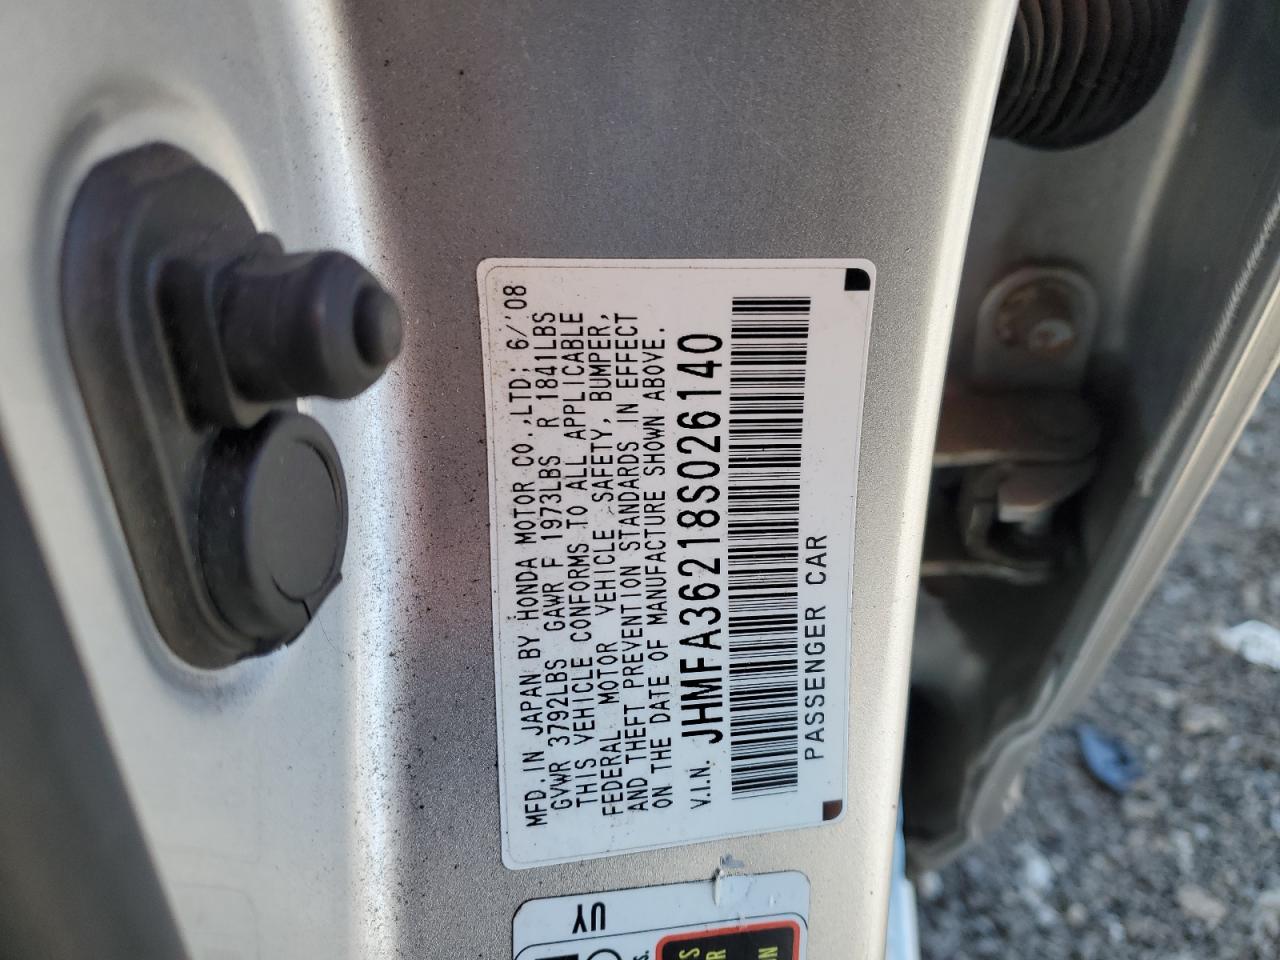 MFD. IN JAPAN BY HONDA MOTOR CO.,LTD; 6/'08
GVWR 3792LBS GAWR F 1973LBS R 1841LBS
THIS VEHICLE CONFORMS TO ALL APPLICABLE
FEDERAL MOTOR VEHICLE SAFETY, BUMPER,
AND THEFT PREVENTION STANDARDS IN EFFECT
ON THE DATE OF MANUFACTURE SHOWN ABOVE.
V.I.N. JHMFA36218S026140
PASSENGER CAR
UY